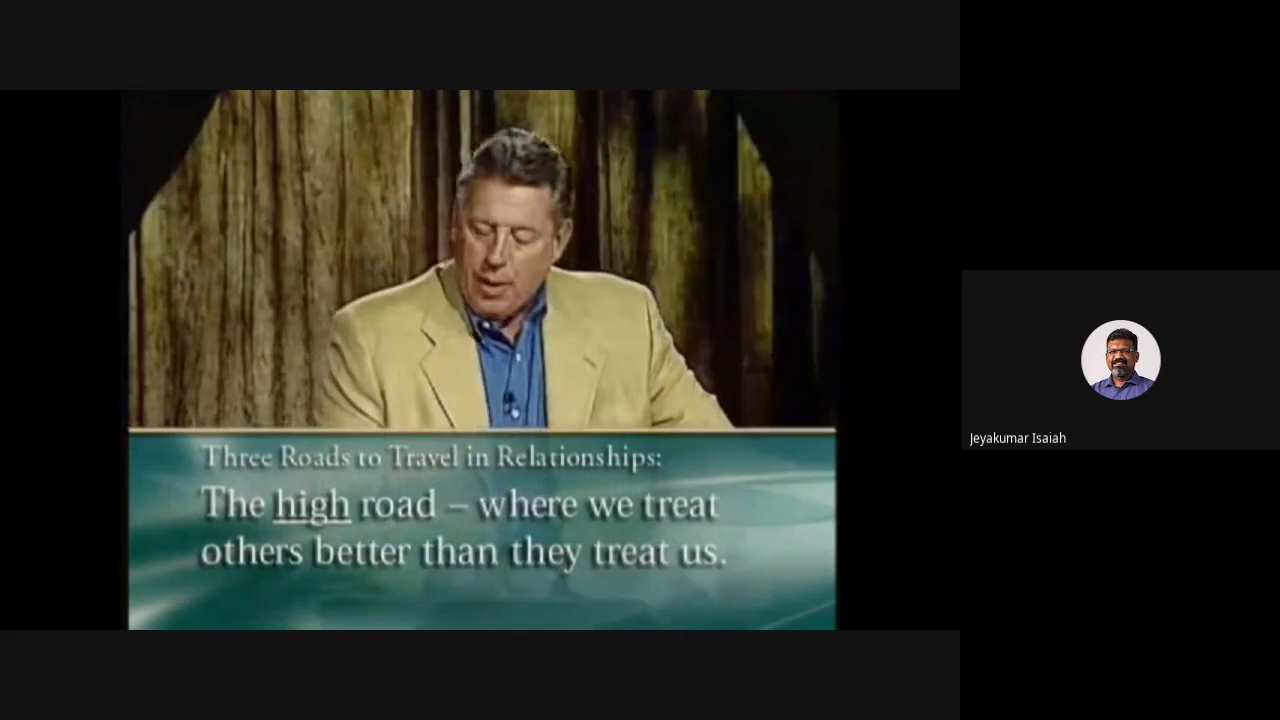 Three Roads to Travel in Relationships:
The high road – where we treat
others better than they treat us.
Jeyakumar Isaiah